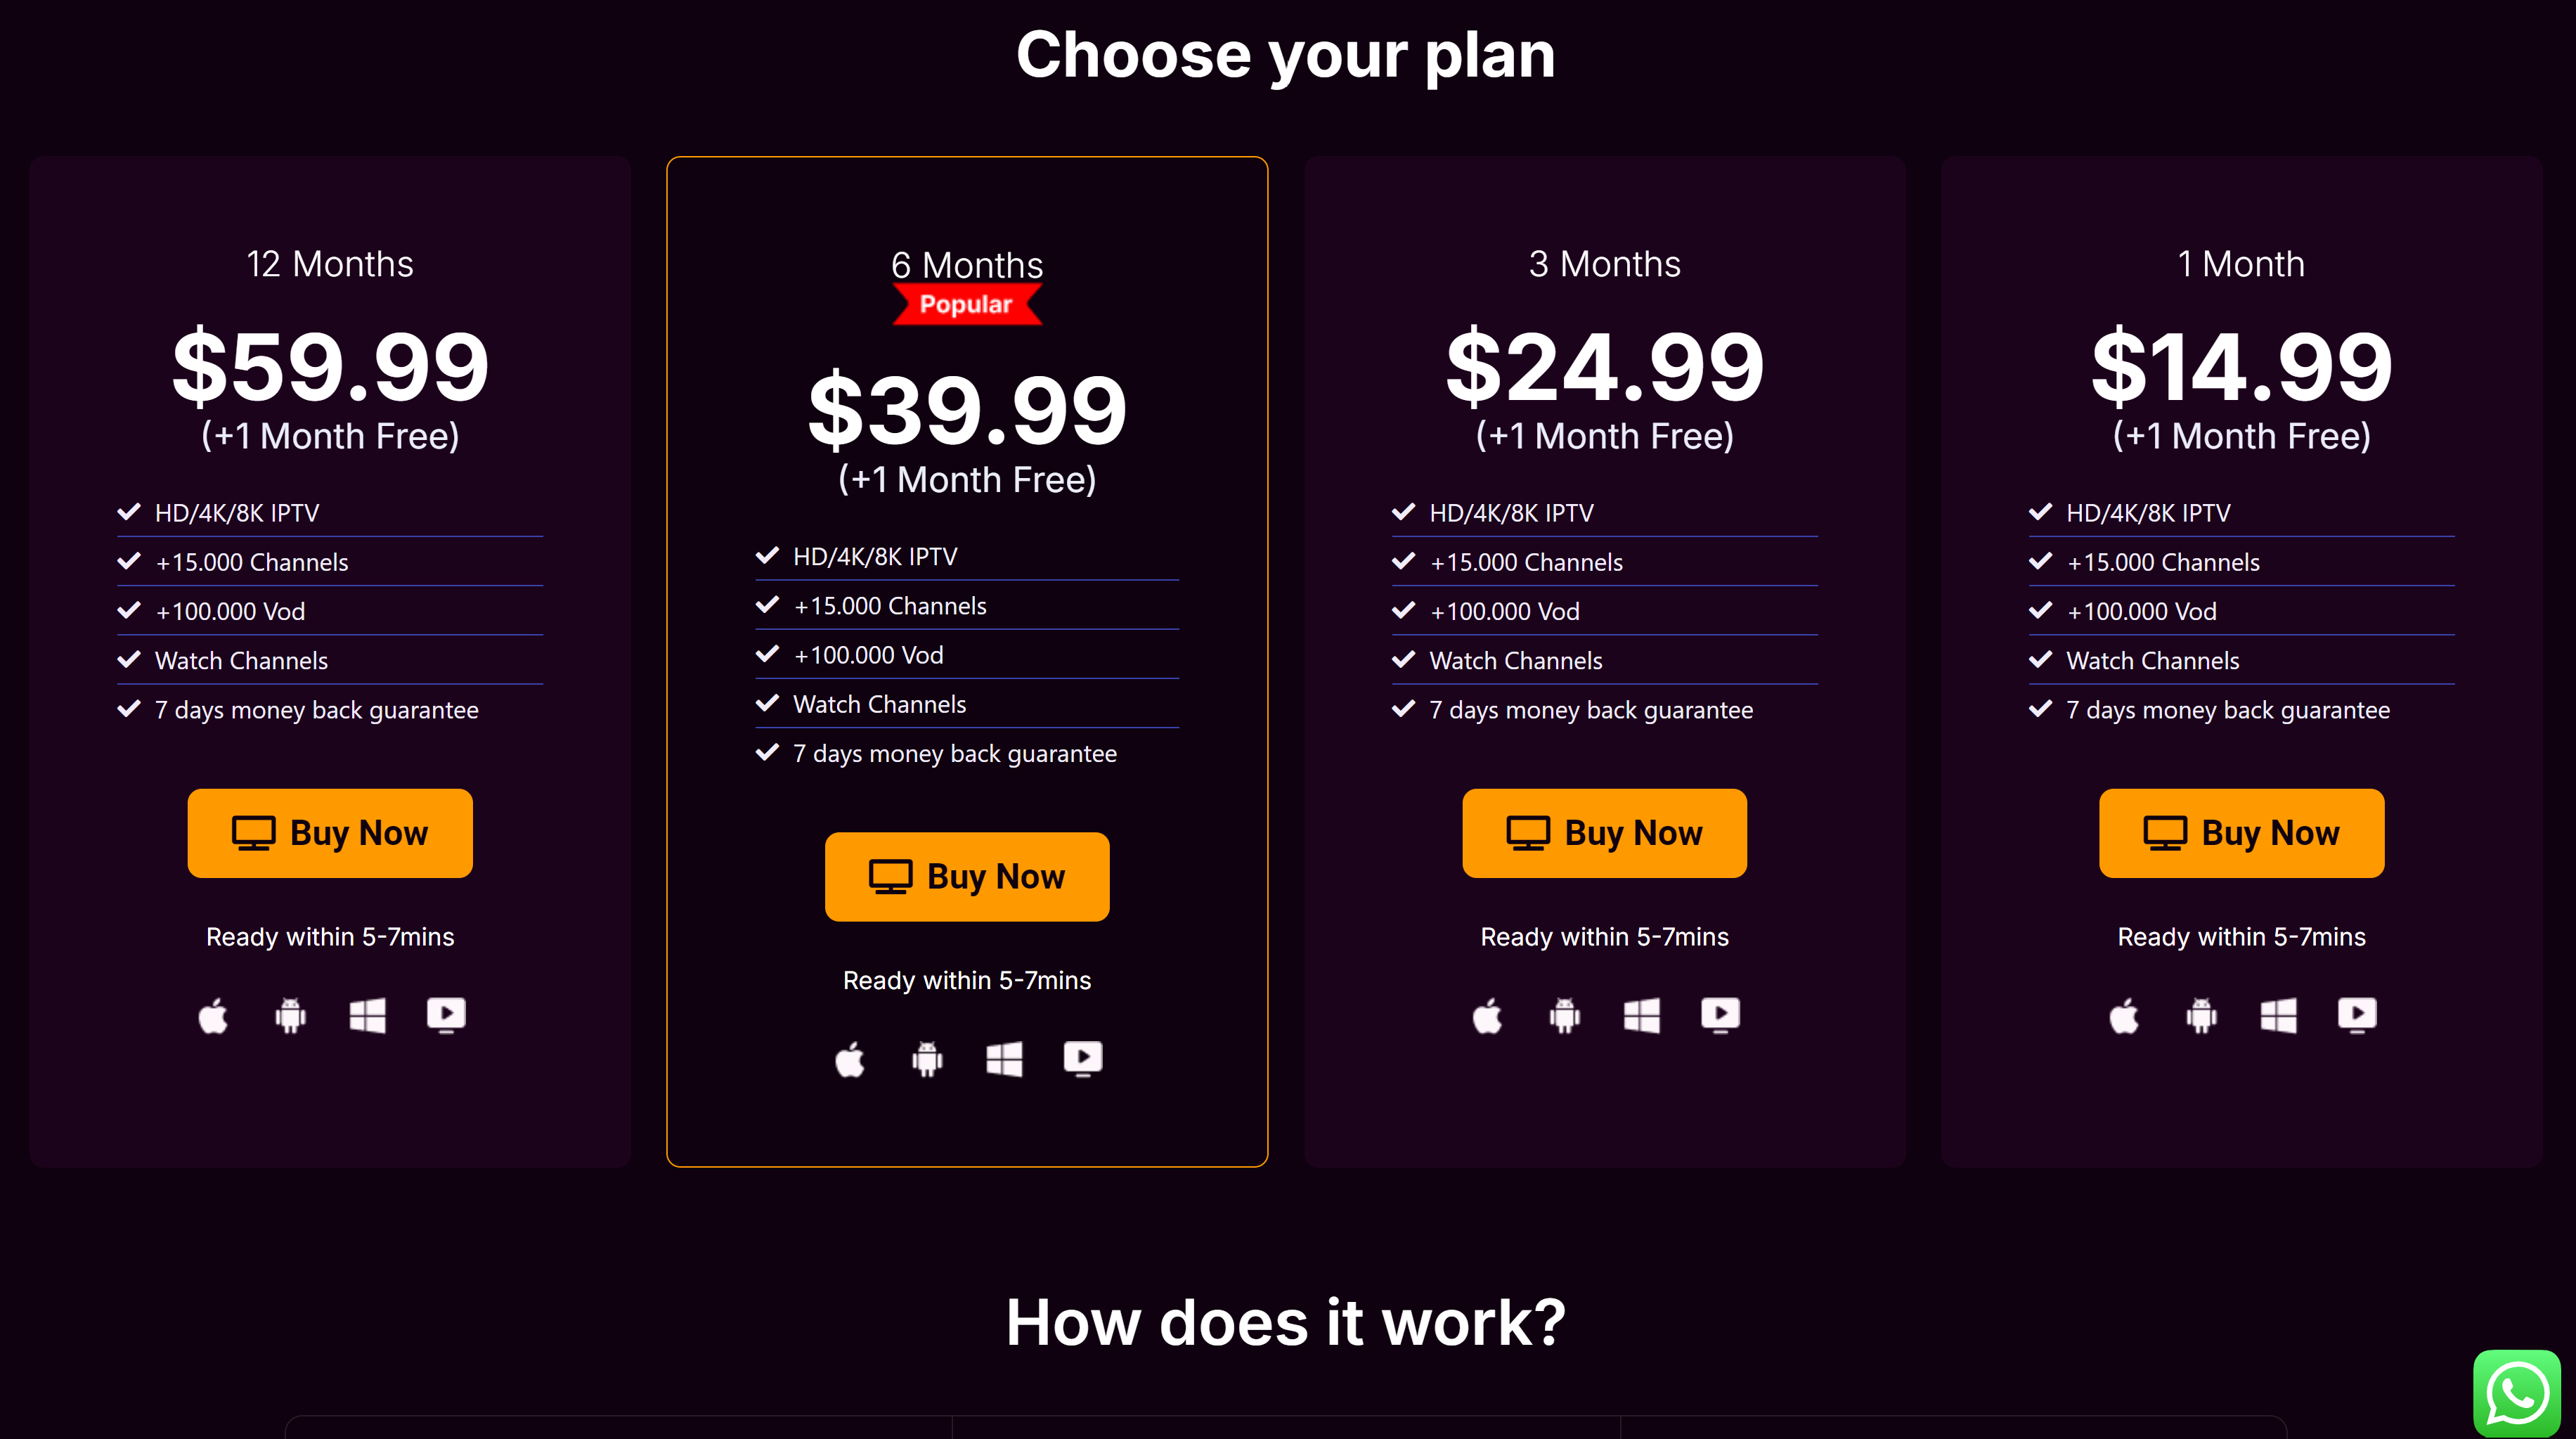 Choose your plan
12 Months
$59.99
(+1 Month Free)
HD/4K/8K IPTV
+15.000 Channels
+100.000 Vod
Watch Channels
7 days money back guarantee
Buy Now
Ready within 5-7mins
6 Months
Popular
$39.99
(+1 Month Free)
HD/4K/8K IPTV
+15.000 Channels
+100.000 Vod
Watch Channels
7 days money back guarantee
Buy Now
Ready within 5-7mins
3 Months
$24.99
(+1 Month Free)
HD/4K/8K IPTV
+15.000 Channels
+100.000 Vod
Watch Channels
7 days money back guarantee
Buy Now
Ready within 5-7mins
1 Month
$14.99
(+1 Month Free)
HD/4K/8K IPTV
+15.000 Channels
+100.000 Vod
Watch Channels
7 days money back guarantee
Buy Now
Ready within 5-7mins
How does it work?